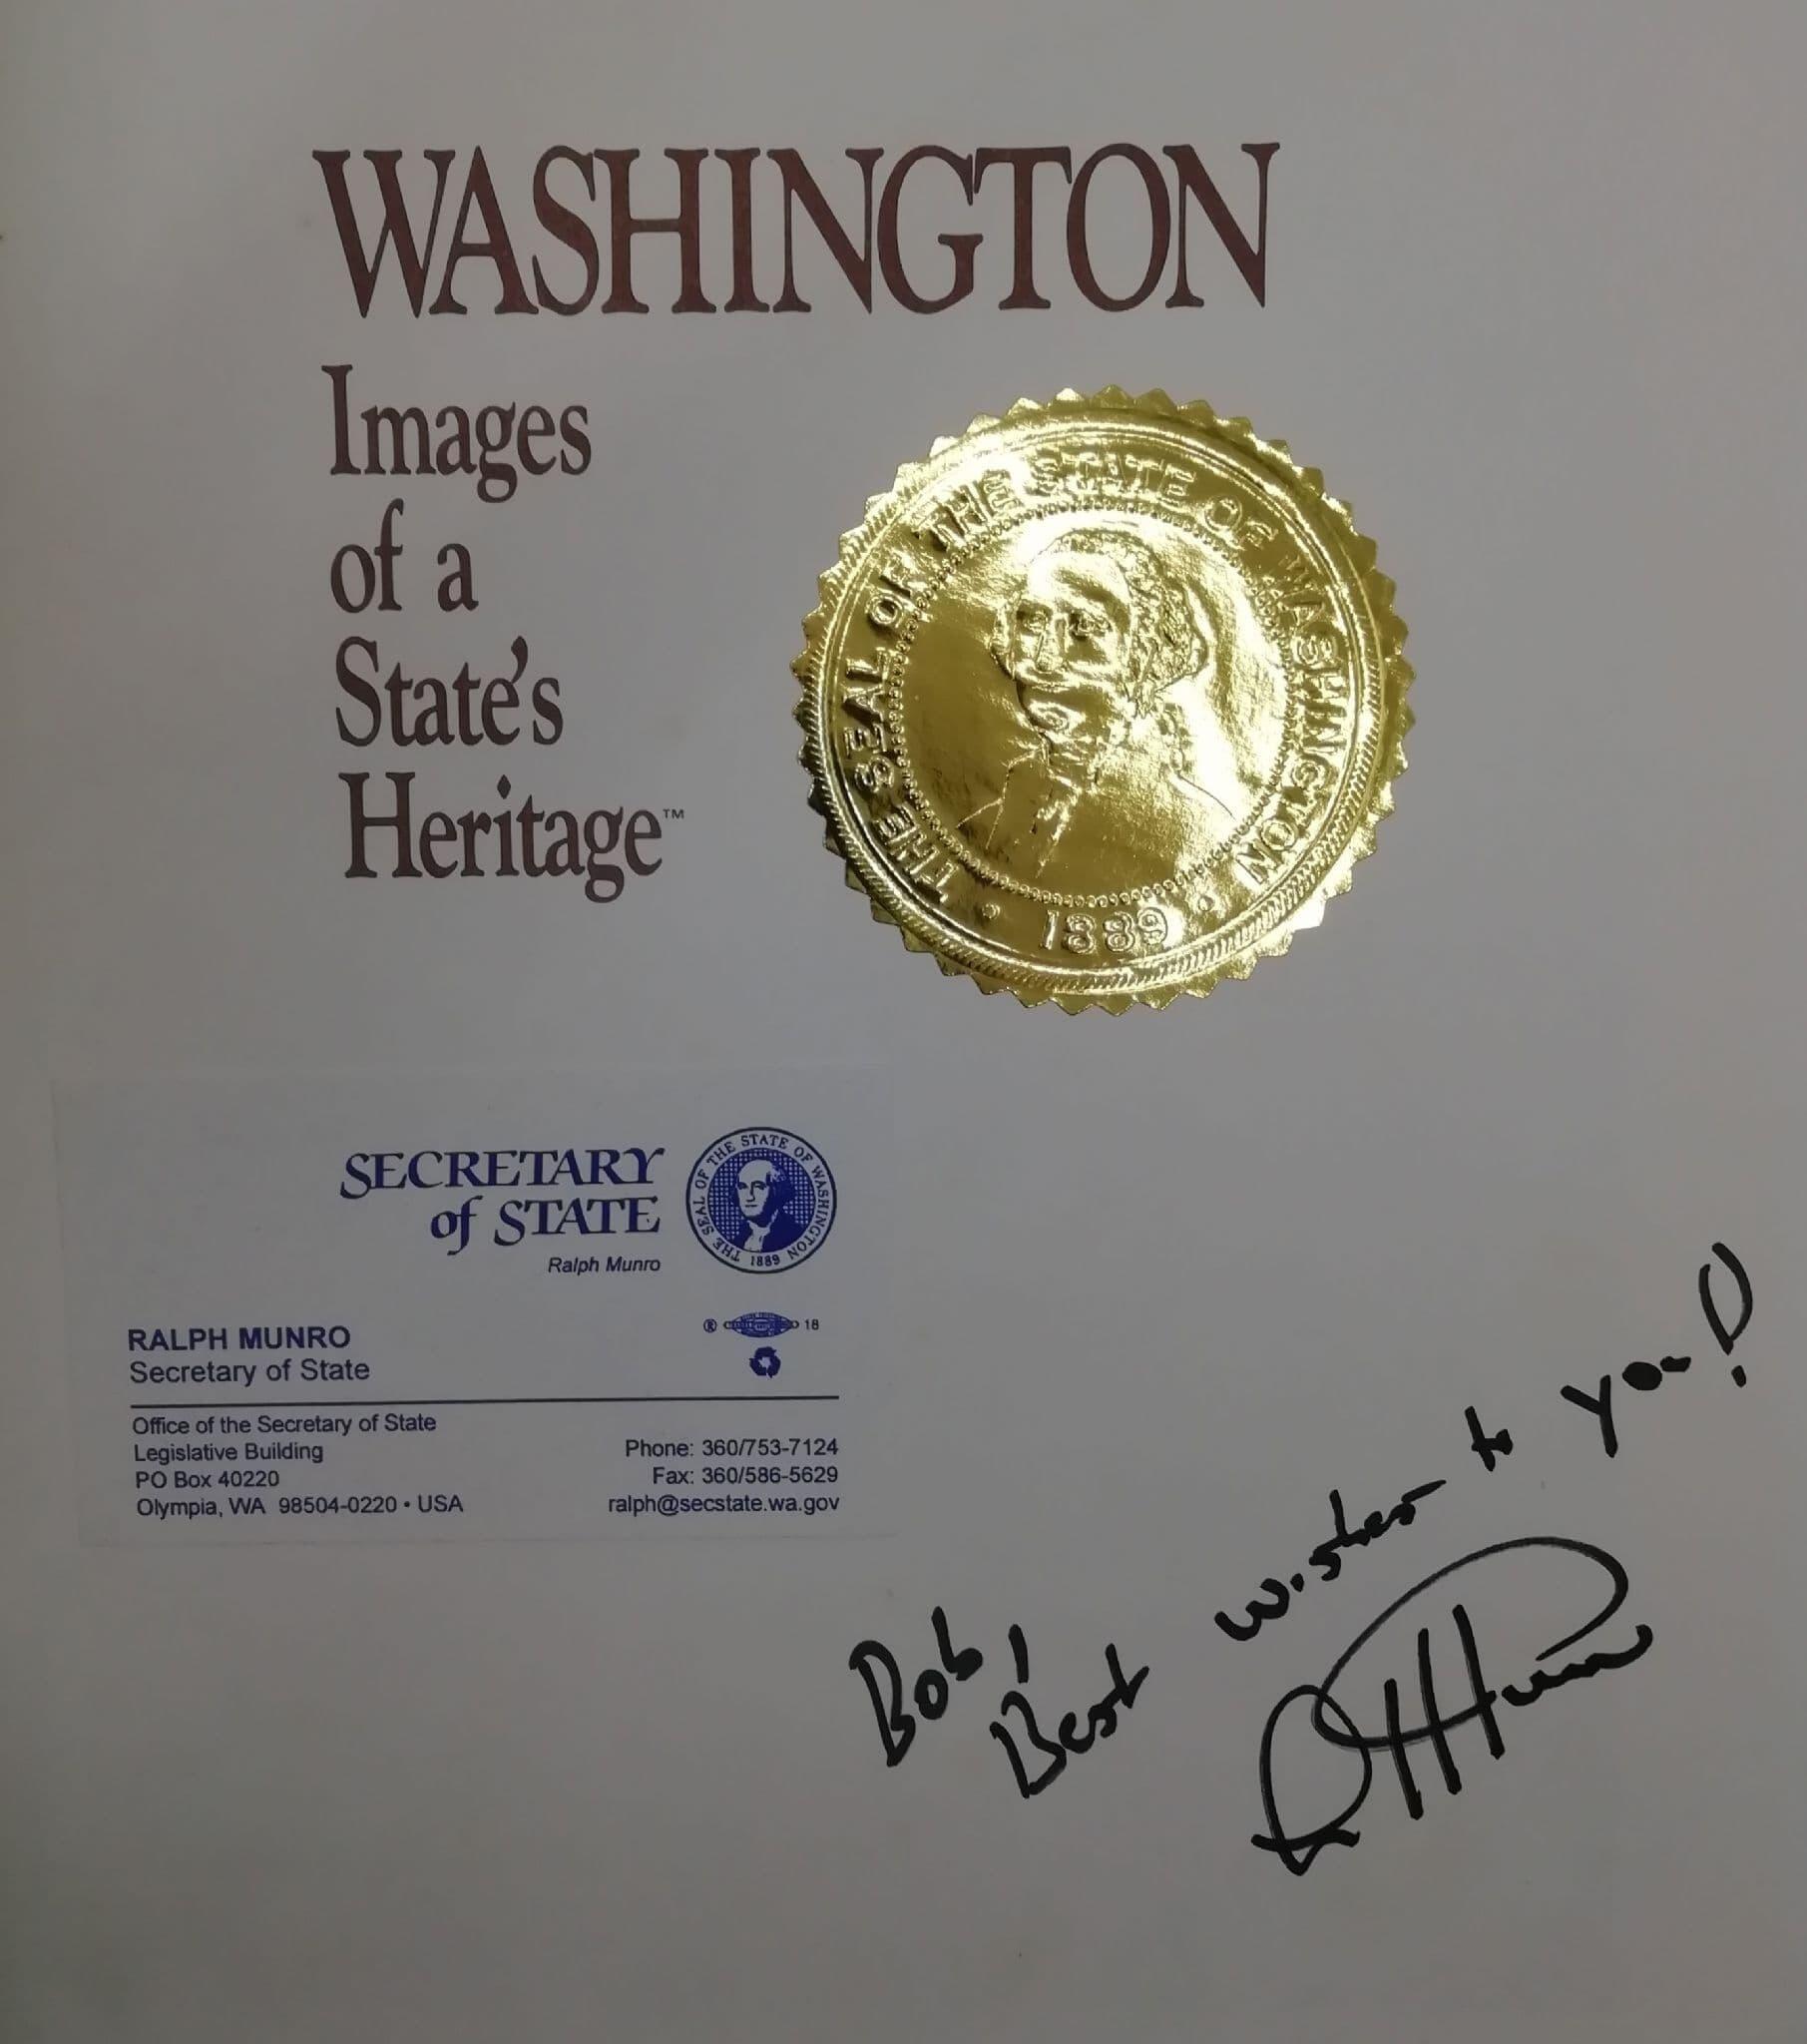 WASHINGTON
Images
of a
State's
Heritage™
THE SEAL OF THE STATE OF WASHINGTON
• 1889 •
SECRETARY
of STATE
Ralph Munro
THE SEAL OF THE STATE OF WASHINGTON
1889
® 18
RALPH MUNRO
Secretary of State
Office of the Secretary of State
Legislative Building
PO Box 40220
Olympia, WA 98504-0220 • USA
Phone: 360/753-7124
Fax: 360/586-5629
ralph@secstate.wa.gov
Bob,
Best wishes to you!